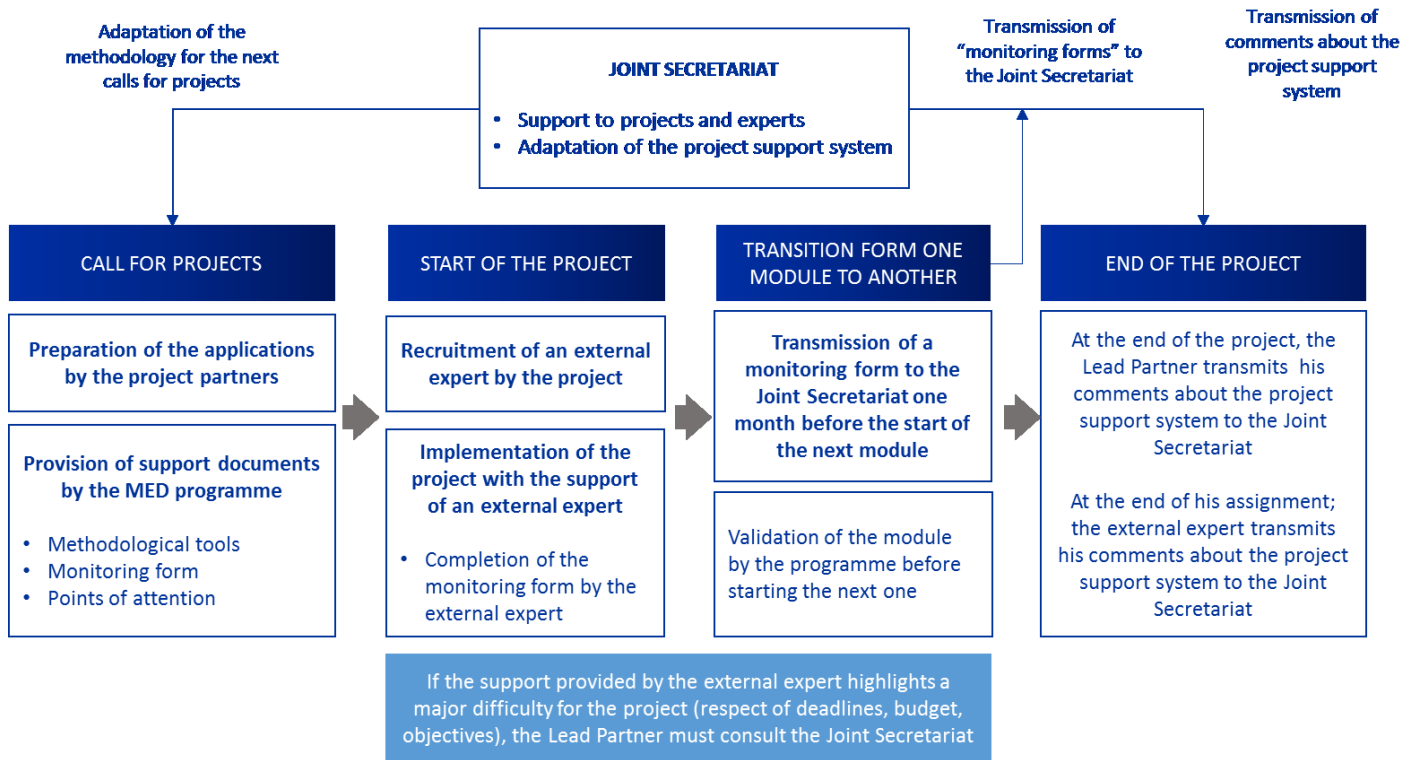 Adaptation of the
methodology for the next
calls for projects
JOINT SECRETARIAT
• Support to projects and experts
• Adaptation of the project support system
Transmission of
“monitoring forms” to
the Joint Secretariat
Transmission of
comments about the
project support
system
CALL FOR PROJECTS
Preparation of the applications
by the project partners
Provision of support documents
by the MED programme
• Methodological tools
• Monitoring form
• Points of attention
START OF THE PROJECT
Recruitment of an external
expert by the project
Implementation of the
project with the support
of an external expert
• Completion of the
monitoring form by the
external expert
TRANSITION FORM ONE
MODULE TO ANOTHER
Transmission of a
monitoring form to the
Joint Secretariat one
month before the start of
the next module
Validation of the module
by the programme before
starting the next one
END OF THE PROJECT
At the end of the project, the
Lead Partner transmits his
comments about the project
support system to the Joint
Secretariat
At the end of his assignment;
the external expert transmits
his comments about the project
support system to the Joint
Secretariat
If the support provided by the external expert highlights a
major difficulty for the project (respect of deadlines, budget,
objectives), the Lead Partner must consult the Joint Secretariat